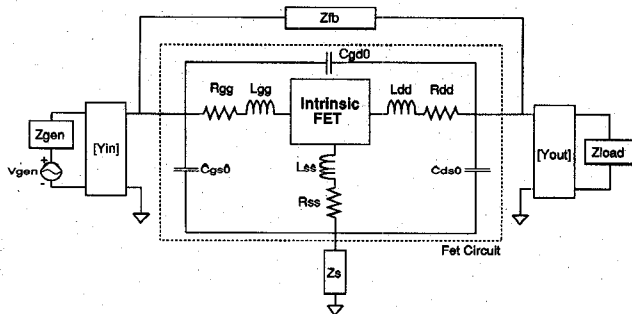 Zfb
Cgd0
Rgg
Lgg
Intrinsic
FET
Ldd
Rdd
Zgen
Vgen
+
-
[Yin]
Cgs0
Lss
Rss
Cds0
[Yout]
Zload
Fet Circuit
Zs